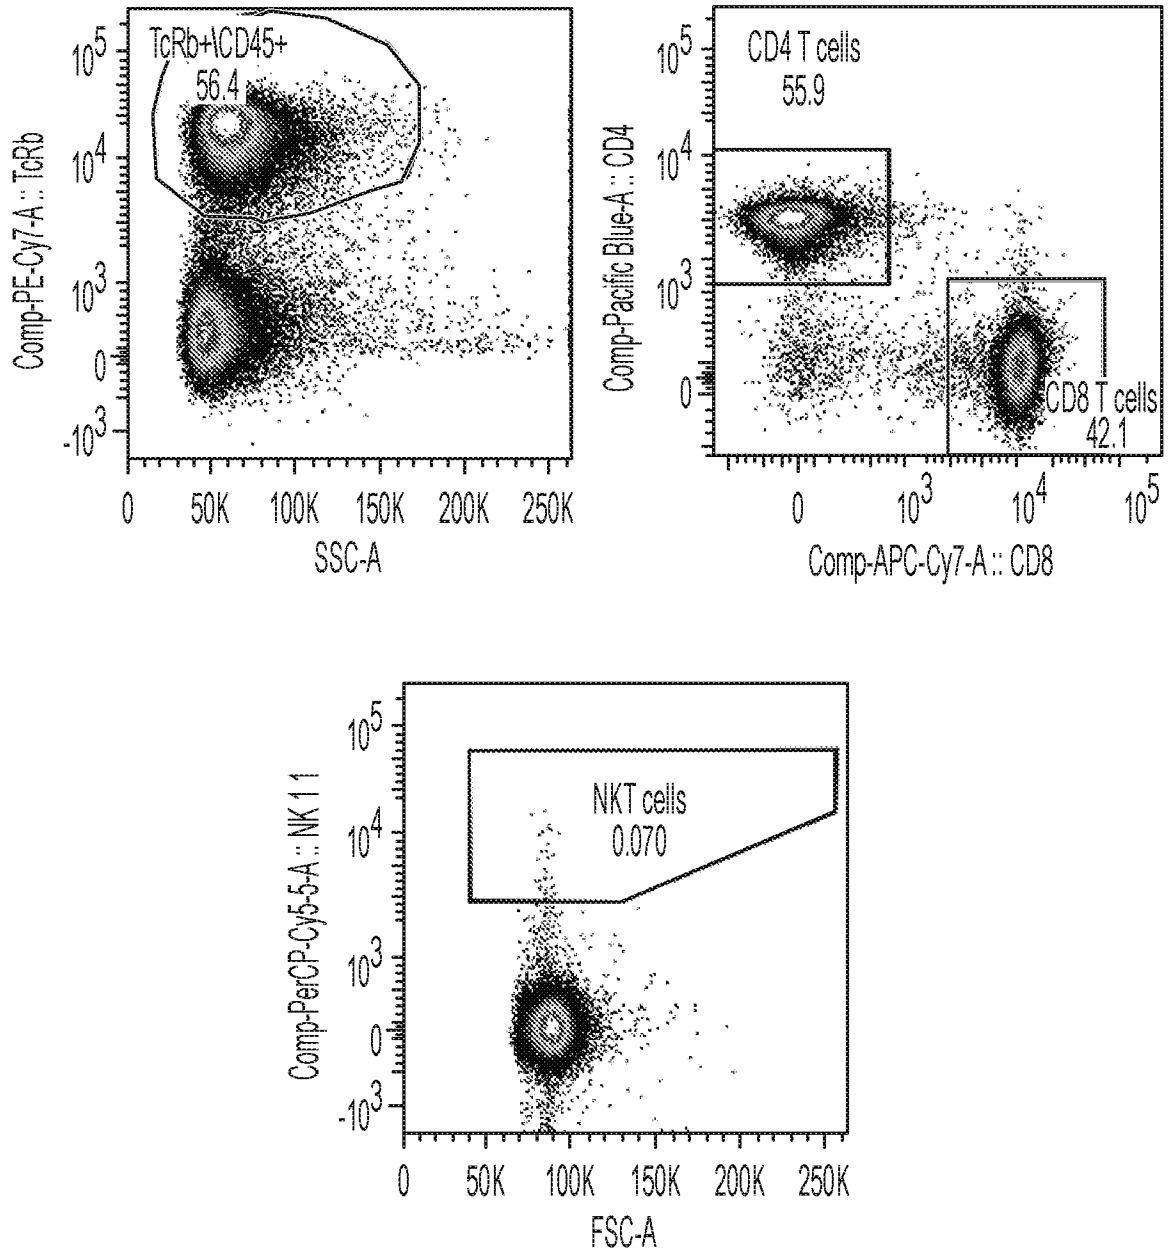 TcRb+\CD45+
56.4
10^5
10^4
10^3
0
-10^3
Comp-PE-Cy7-A :: TcRb
0 50K 100K 150K 200K 250K
SSC-A
CD4 T cells
55.9
10^5
10^4
10^3
0
Comp-Pacific Blue-A :: CD4
CD8 T cells
42.1
0 10^3 10^4 10^5
Comp-APC-Cy7-A :: CD8
NKT cells
0.070
10^5
10^4
10^3
0
-10^3
Comp-PerCP-Cy5-5-A :: NK 1 1
0 50K 100K 150K 200K 250K
FSC-A